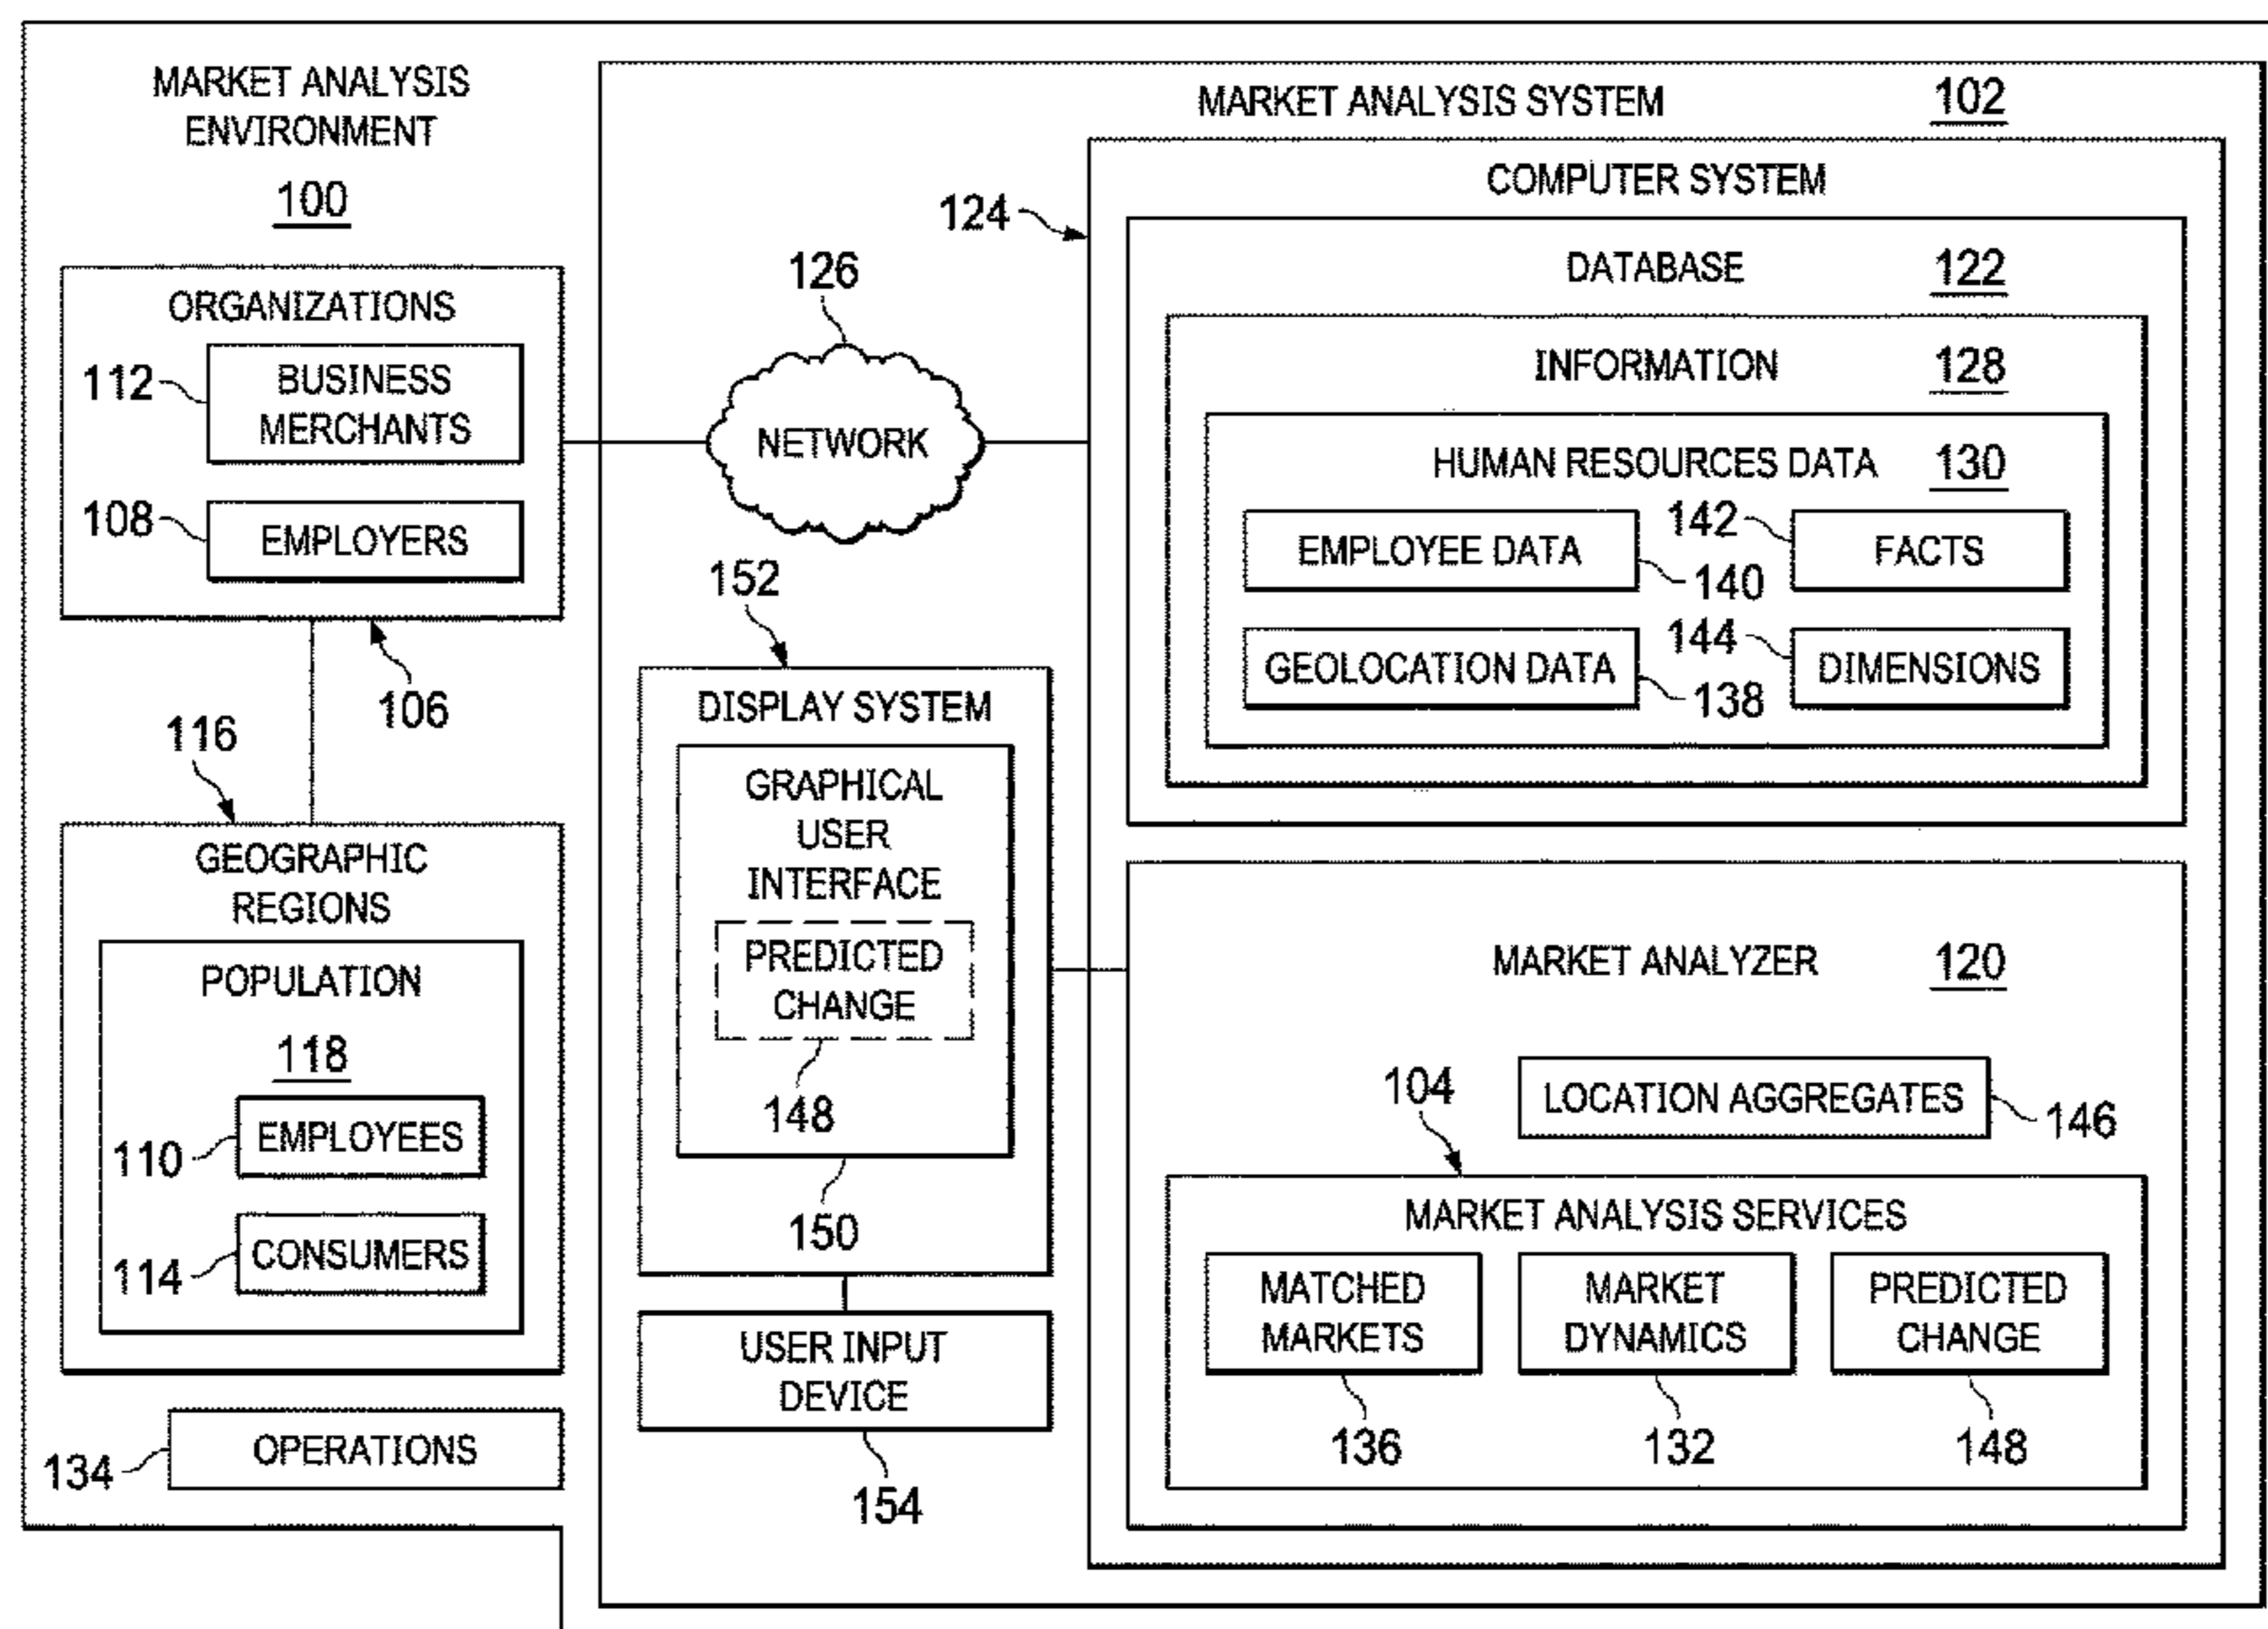 MARKET ANALYSIS
ENVIRONMENT
100
ORGANIZATIONS
112
BUSINESS
MERCHANTS
108
EMPLOYERS
106
116
GEOGRAPHIC
REGIONS
POPULATION
118
110
EMPLOYEES
114
CONSUMERS
134
OPERATIONS
MARKET ANALYSIS SYSTEM 102
126
NETWORK
152
DISPLAY SYSTEM
GRAPHICAL
USER
INTERFACE
PREDICTED
CHANGE
148
150
USER INPUT
DEVICE
154
124
COMPUTER SYSTEM
DATABASE 122
INFORMATION 128
HUMAN RESOURCES DATA 130
EMPLOYEE DATA
140
142
FACTS
GEOLOCATION DATA
138
144
DIMENSIONS
MARKET ANALYZER 120
LOCATION AGGREGATES
146
104
MARKET ANALYSIS SERVICES
MATCHED
MARKETS
136
MARKET
DYNAMICS
132
PREDICTED
CHANGE
148